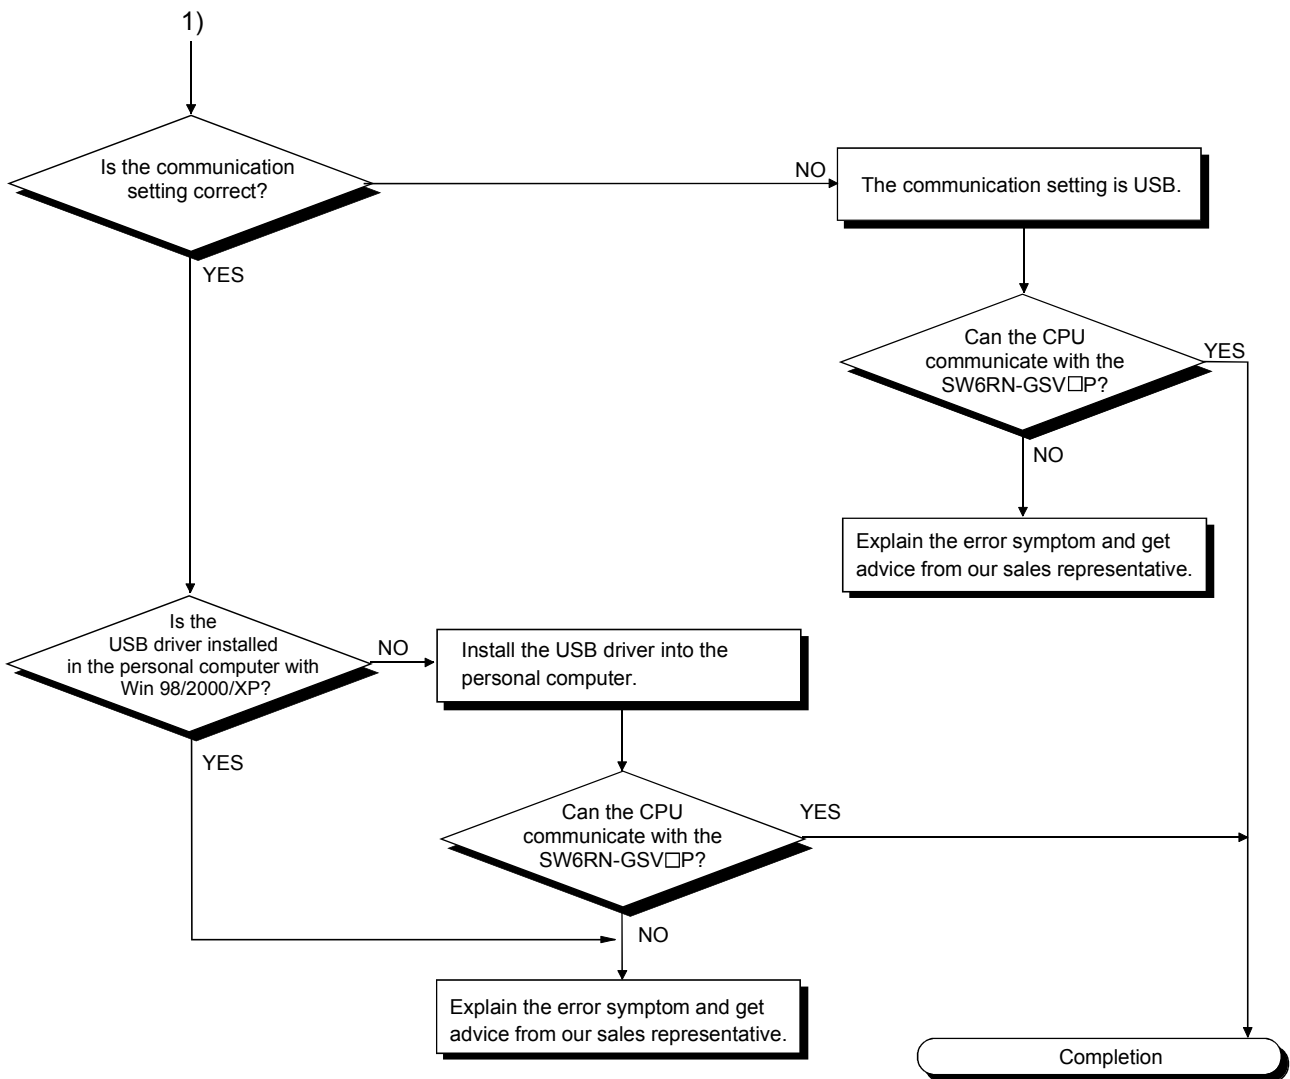 1)
Is the communication
setting correct?
NO
The communication setting is USB.
YES
Can the CPU
communicate with the
SW6RN-GSV□P?
YES
NO
Explain the error symptom and get
advice from our sales representative.
Is the
USB driver installed
in the personal computer with
Win 98/2000/XP?
NO
Install the USB driver into the
personal computer.
YES
Can the CPU
communicate with the
SW6RN-GSV□P?
YES
NO
Explain the error symptom and get
advice from our sales representative.
Completion